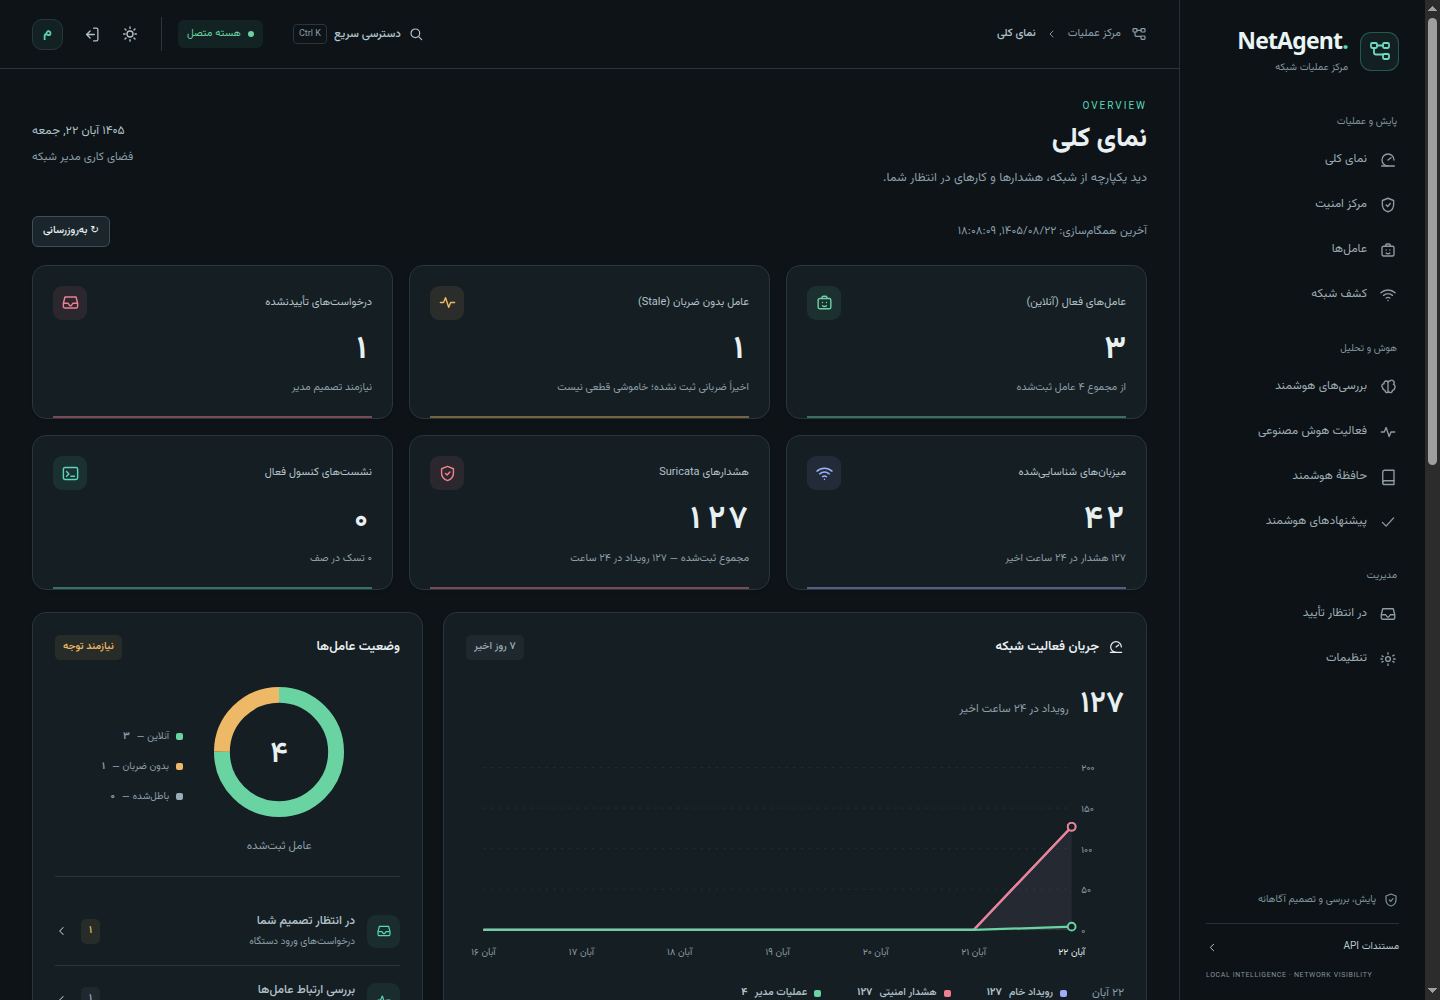 NetAgent.
مرکز عملیات شبکه
پایش و عملیات
نمای کلی
مرکز امنیت
عامل‌ها
کشف شبکه
هوش و تحلیل
بررسی‌های هوشمند
فعالیت هوش مصنوعی
حافظهٔ هوشمند
پیشنهادهای هوشمند
مدیریت
در انتظار تأیید
تنظیمات
پایش، بررسی و تصمیم آگاهانه
مستندات API
LOCAL INTELLIGENCE · NETWORK VISIBILITY
مرکز عملیات
نمای کلی
دسترسی سریع
Ctrl K
هسته متصل
م
OVERVIEW
نمای کلی
دید یکپارچه از شبکه، هشدارها و کارهای در انتظار شما.
۱۴۰۵ آبان ۲۲, جمعه
فضای کاری مدیر شبکه
آخرین همگام‌سازی: ۱۴۰۵/۰۸/۲۲, ۱۸:۰۸:۰۹
↻ به‌روزرسانی
عامل‌های فعال (آنلاین)
۳
از مجموع ۴ عامل ثبت‌شده
عامل بدون ضربان (Stale)
۱
اخیراً ضربانی ثبت نشده؛ خاموشی قطعی نیست
درخواست‌های تأییدنشده
۱
نیازمند تصمیم مدیر
میزبان‌های شناسایی‌شده
۴۲
۱۲۷ هشدار در ۲۴ ساعت اخیر
هشدارهای Suricata
۱۲۷
مجموع ثبت‌شده — ۱۲۷ رویداد در ۲۴ ساعت
نشست‌های کنسول فعال
۰
۰ تسک در صف
جریان فعالیت شبکه
۷ روز اخیر
۱۲۷ رویداد در ۲۴ ساعت اخیر
۲۰۰
۱۵۰
۱۰۰
۵۰
۰
آبان ۲۲
آبان ۲۱
آبان ۲۰
آبان ۱۹
آبان ۱۸
آبان ۱۷
آبان ۱۶
۲۲ آبان
رویداد خام ۱۲۷
هشدار امنیتی ۱۲۷
عملیات مدیر ۴
وضعیت عامل‌ها
نیازمند توجه
۴
آنلاین — ۳
بدون ضربان — ۱
باطل‌شده — ۰
عامل ثبت‌شده
در انتظار تصمیم شما
درخواست‌های ورود دستگاه
۱
بررسی ارتباط عامل‌ها
۱